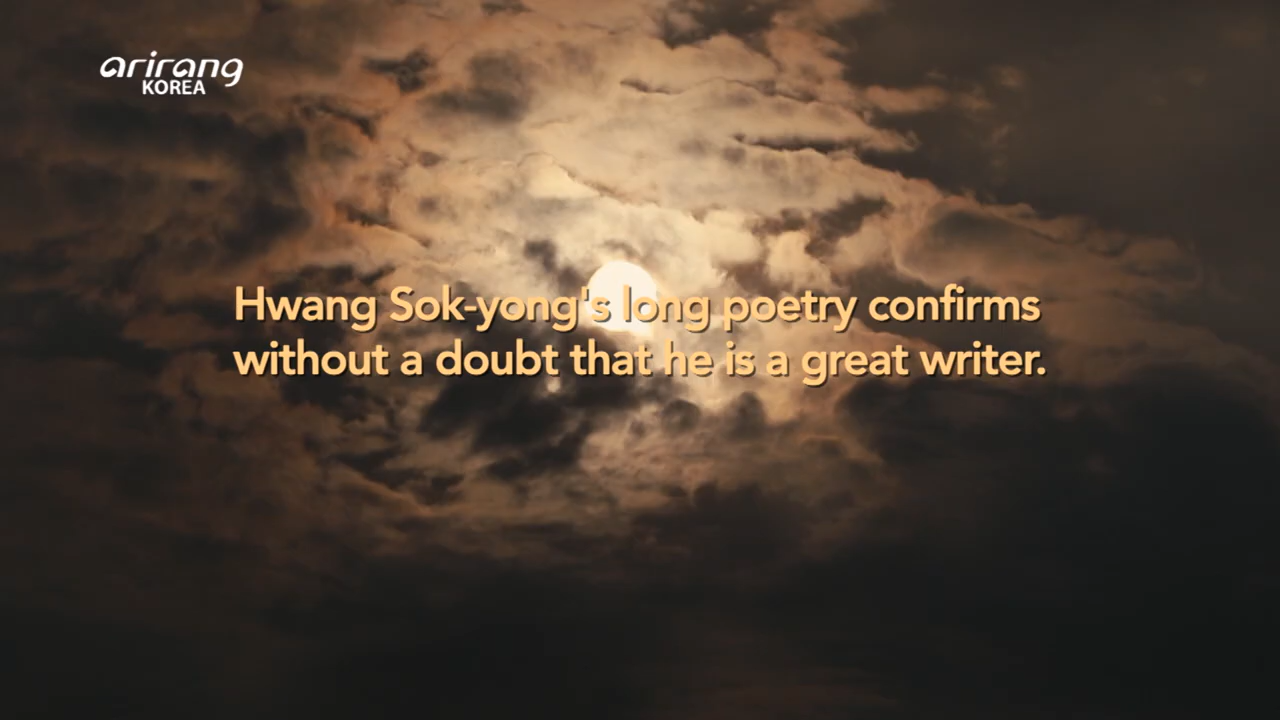 arirang
KOREA
Hwang Sok-yong's long poetry confirms
without a doubt that he is a great writer.